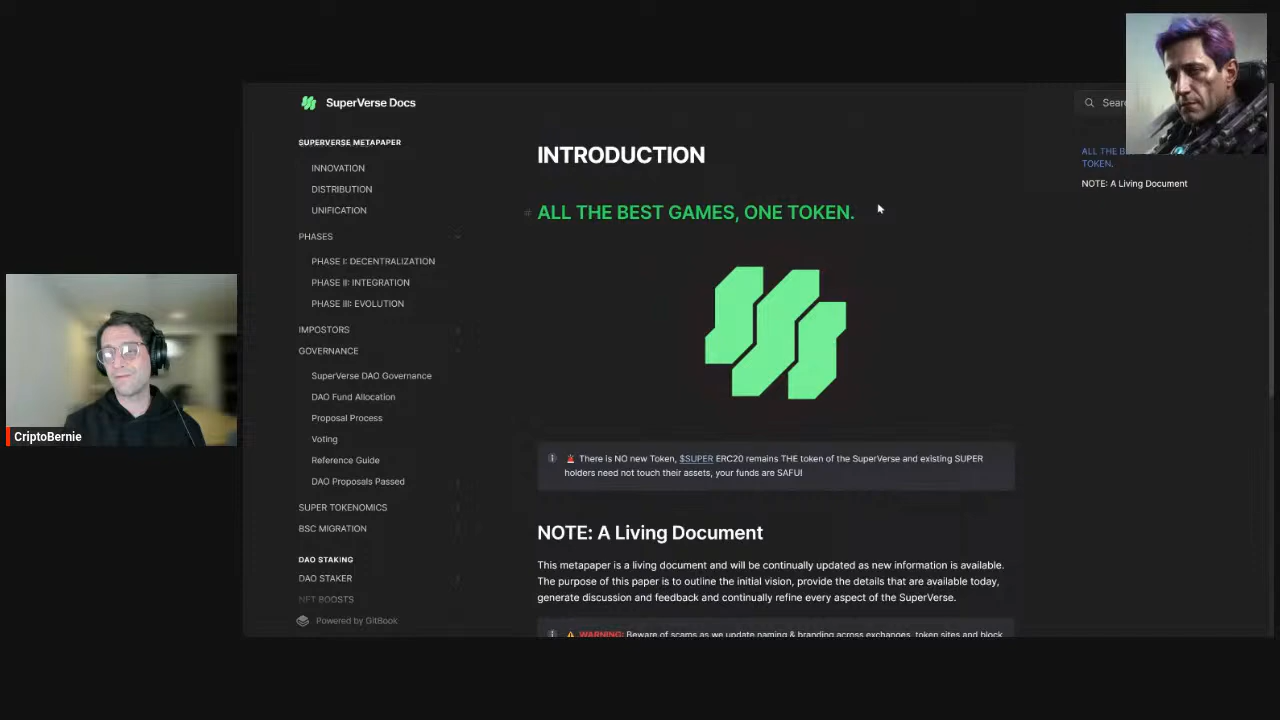 SuperVerse Docs
Sear
SUPERVERSE METAPAPER
INNOVATION
DISTRIBUTION
UNIFICATION
PHASES
PHASE I: DECENTRALIZATION
PHASE II: INTEGRATION
PHASE III: EVOLUTION
IMPOSTORS
GOVERNANCE
SuperVerse DAO Governance
DAO Fund Allocation
Proposal Process
Voting
Reference Guide
DAO Proposals Passed
SUPER TOKENOMICS
BSC MIGRATION
DAO STAKING
DAO STAKER
NFT BOOSTS
Powered by GitBook
INTRODUCTION
# ALL THE BEST GAMES, ONE TOKEN.
There is NO new Token, $SUPER ERC20 remains THE token of the SuperVerse and existing SUPER
holders need not touch their assets, your funds are SAFU!
NOTE: A Living Document
This metapaper is a living document and will be continually updated as new information is available.
The purpose of this paper is to outline the initial vision, provide the details that are available today,
generate discussion and feedback and continually refine every aspect of the SuperVerse.
WARNING: Beware of scams as we update naming & branding across exchanges, token sites and block
ALL THE B
TOKEN.
NOTE: A Living Document
CriptoBernie